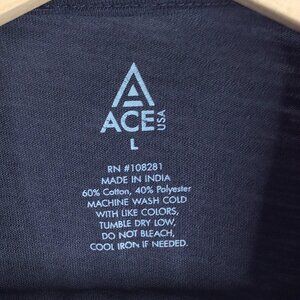 ACE USA
L
RN #108281
MADE IN INDIA
60% Cotton, 40% Polyester
MACHINE WASH COLD
WITH LIKE COLORS,
TUMBLE DRY LOW,
DO NOT BLEACH,
COOL IRON IF NEEDED.